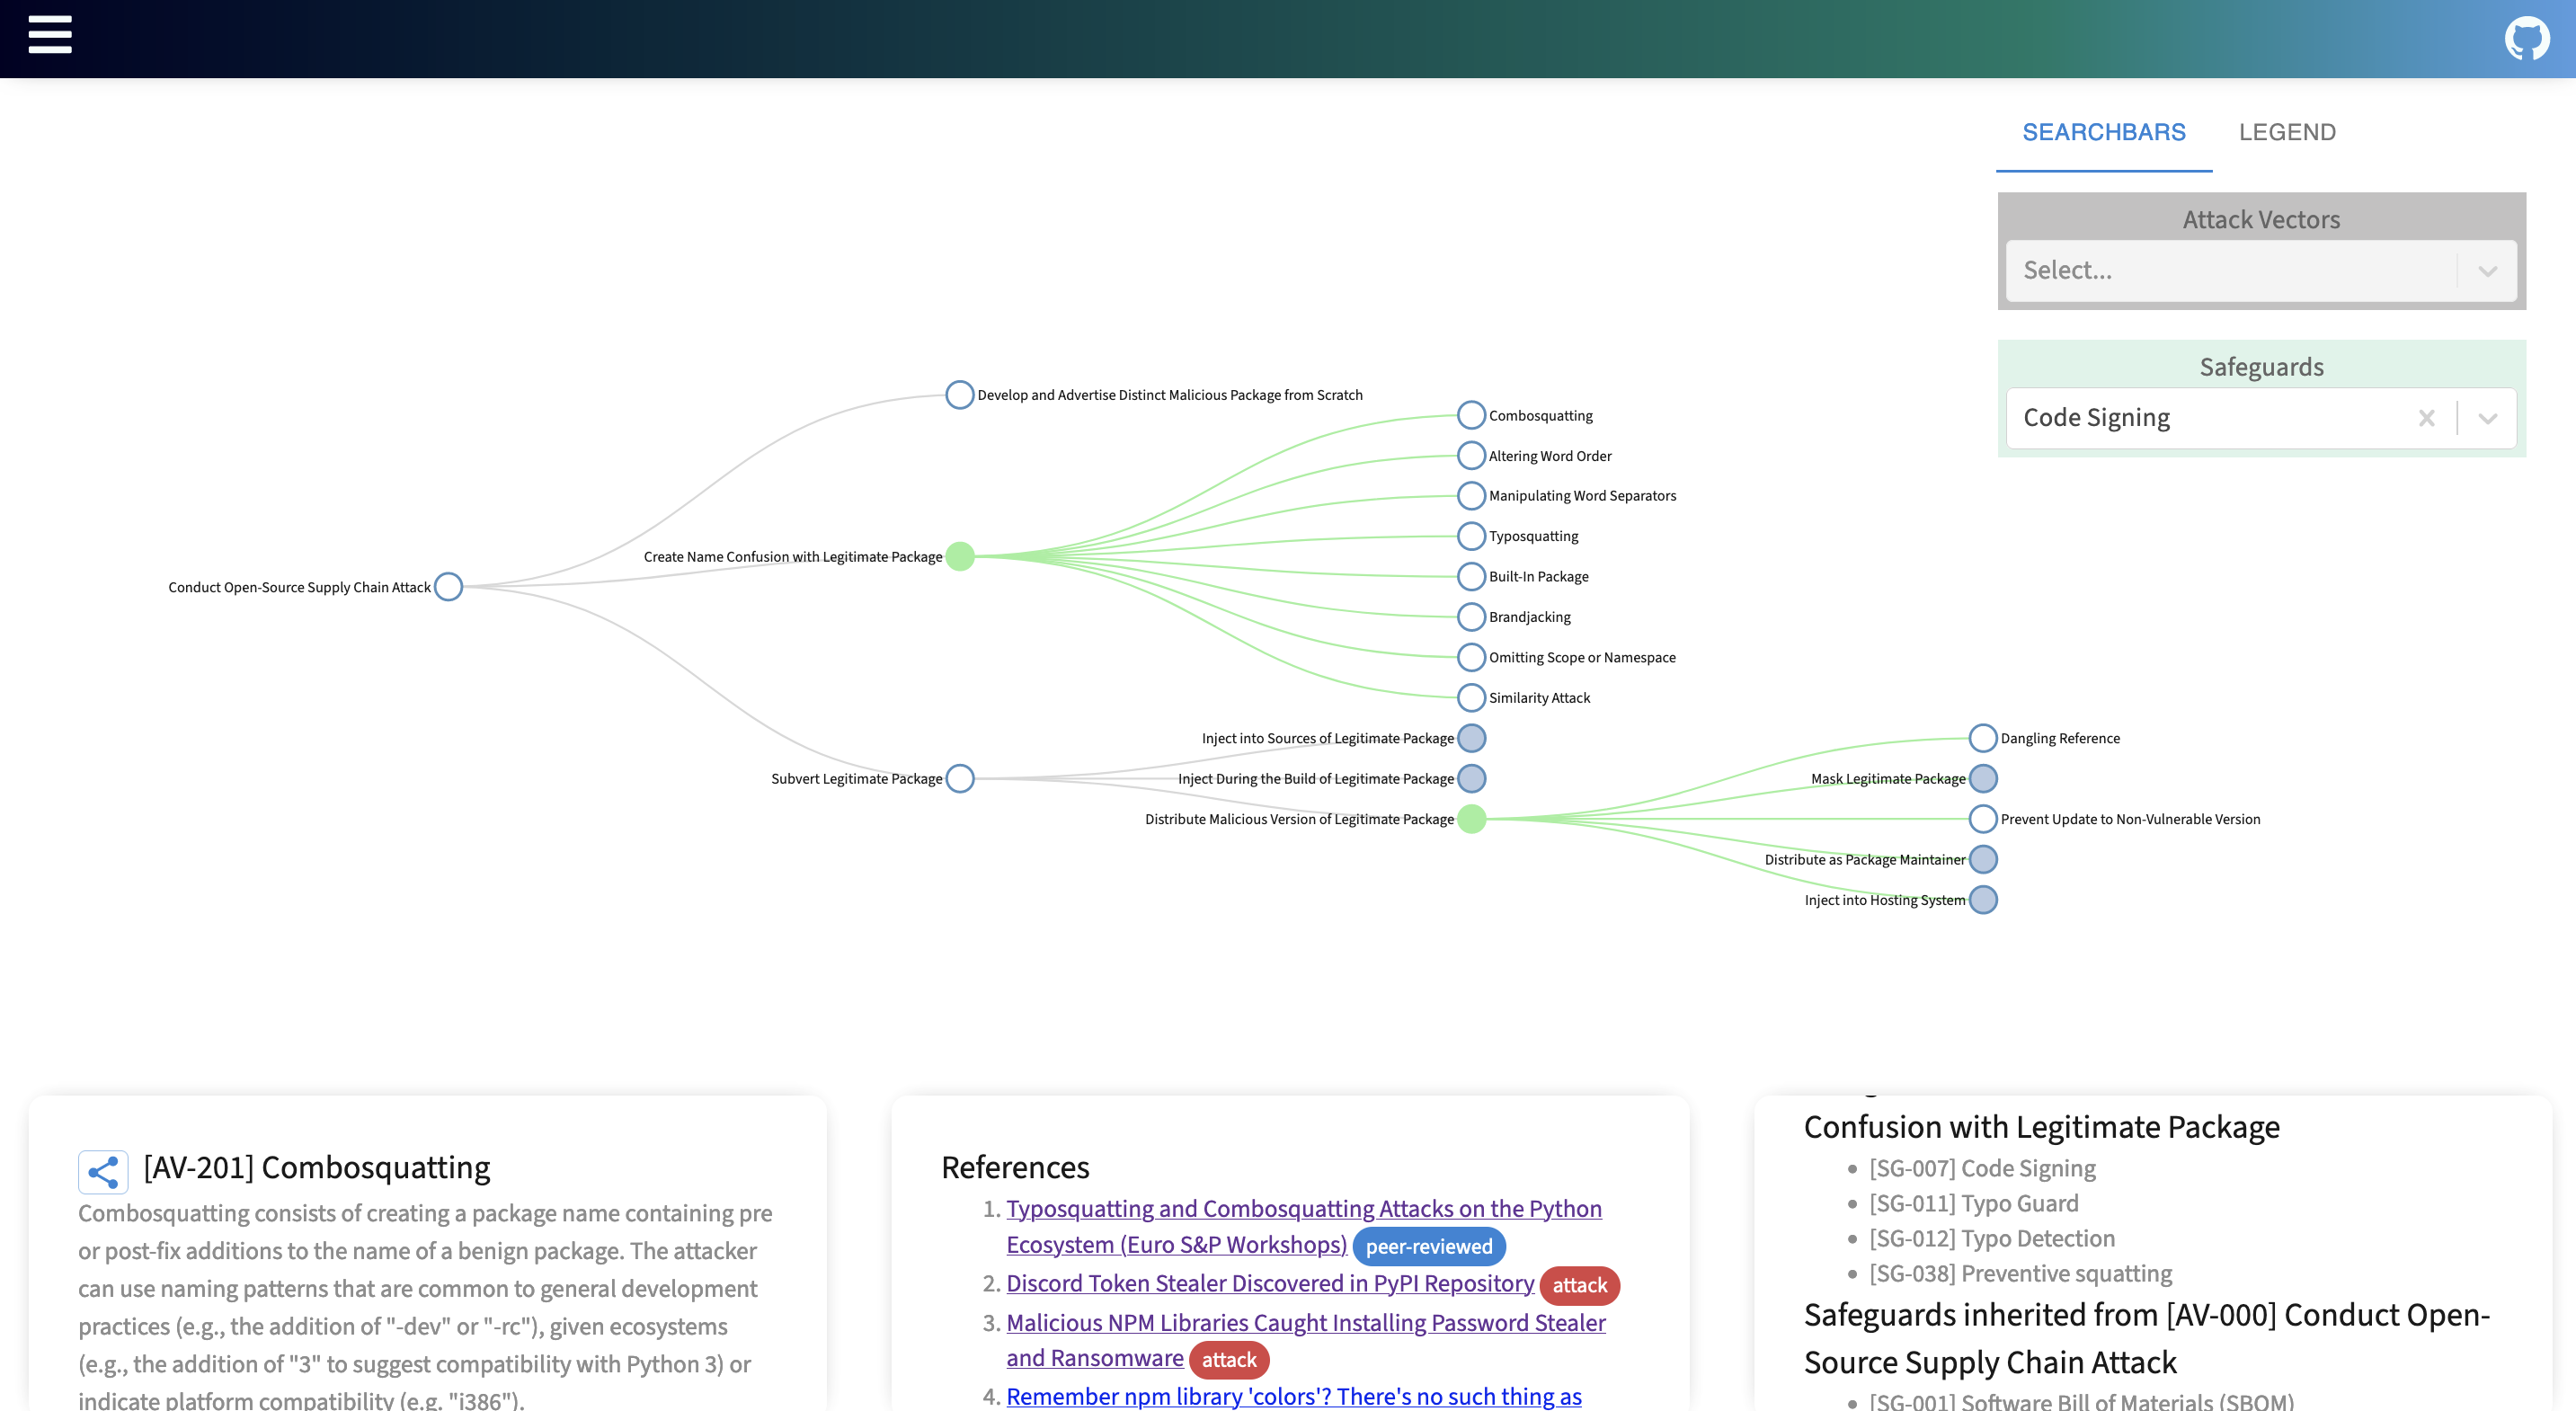 SEARCHBARS
LEGEND
Attack Vectors
Select...
Safeguards
Code Signing
Develop and Advertise Distinct Malicious Package from Scratch
Combosquatting
Altering Word Order
Manipulating Word Separators
Typosquatting
Create Name Confusion with Legitimate Package
Built-In Package
Conduct Open-Source Supply Chain Attack
Brandjacking
Omitting Scope or Namespace
Similarity Attack
Inject into Sources of Legitimate Package
Dangling Reference
Subvert Legitimate Package
Inject During the Build of Legitimate Package
Mask Legitimate Package
Distribute Malicious Version of Legitimate Package
Prevent Update to Non-Vulnerable Version
Distribute as Package Maintainer
Inject into Hosting System
[AV-201] Combosquatting
Combosquatting consists of creating a package name containing pre
or post-fix additions to the name of a benign package. The attacker
can use naming patterns that are common to general development
practices (e.g., the addition of "-dev" or "-rc"), given ecosystems
(e.g., the addition of "3" to suggest compatibility with Python 3) or
indicate platform compatibility (e.g. "i386").
References
1. Typosquatting and Combosquatting Attacks on the Python
Ecosystem (Euro S&P Workshops) peer-reviewed
2. Discord Token Stealer Discovered in PyPI Repository attack
3. Malicious NPM Libraries Caught Installing Password Stealer
and Ransomware attack
4. Remember npm library 'colors'? There's no such thing as
Confusion with Legitimate Package
• [SG-007] Code Signing
• [SG-011] Typo Guard
• [SG-012] Typo Detection
• [SG-038] Preventive squatting
Safeguards inherited from [AV-000] Conduct Open-
Source Supply Chain Attack
• [SG-001] Software Bill of Materials (SBOM)